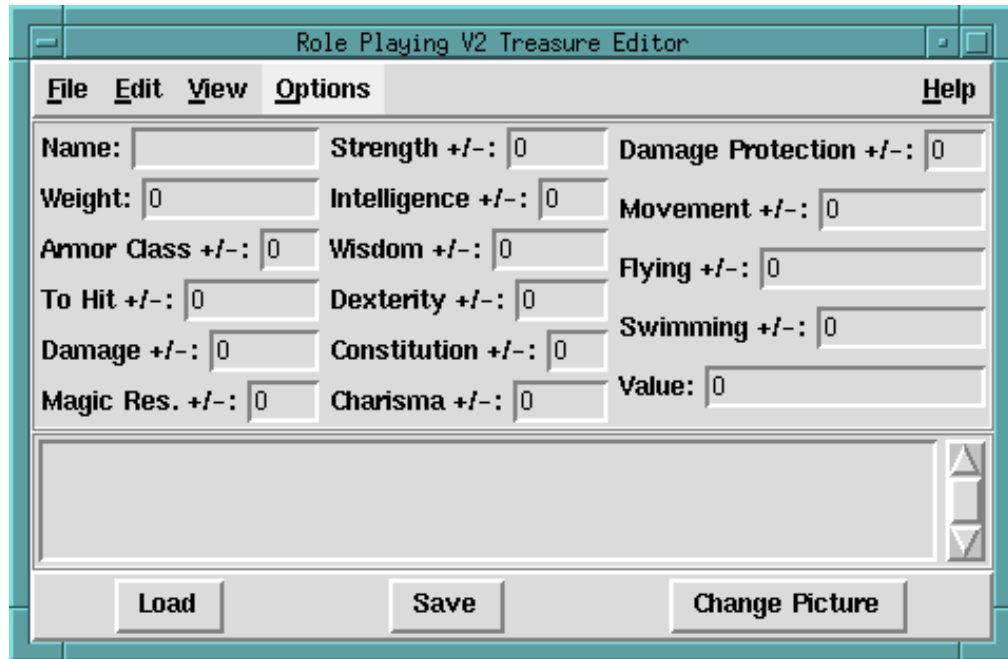 Role Playing V2 Treasure Editor
File Edit View Options Help
Name:
Weight: 0
Armor Class +/-: 0
To Hit +/-: 0
Damage +/-: 0
Magic Res. +/-: 0
Strength +/-: 0
Intelligence +/-: 0
Wisdom +/-: 0
Dexterity +/-: 0
Constitution +/-: 0
Charisma +/-: 0
Damage Protection +/-: 0
Movement +/-: 0
Flying +/-: 0
Swimming +/-: 0
Value: 0
Load Save Change Picture